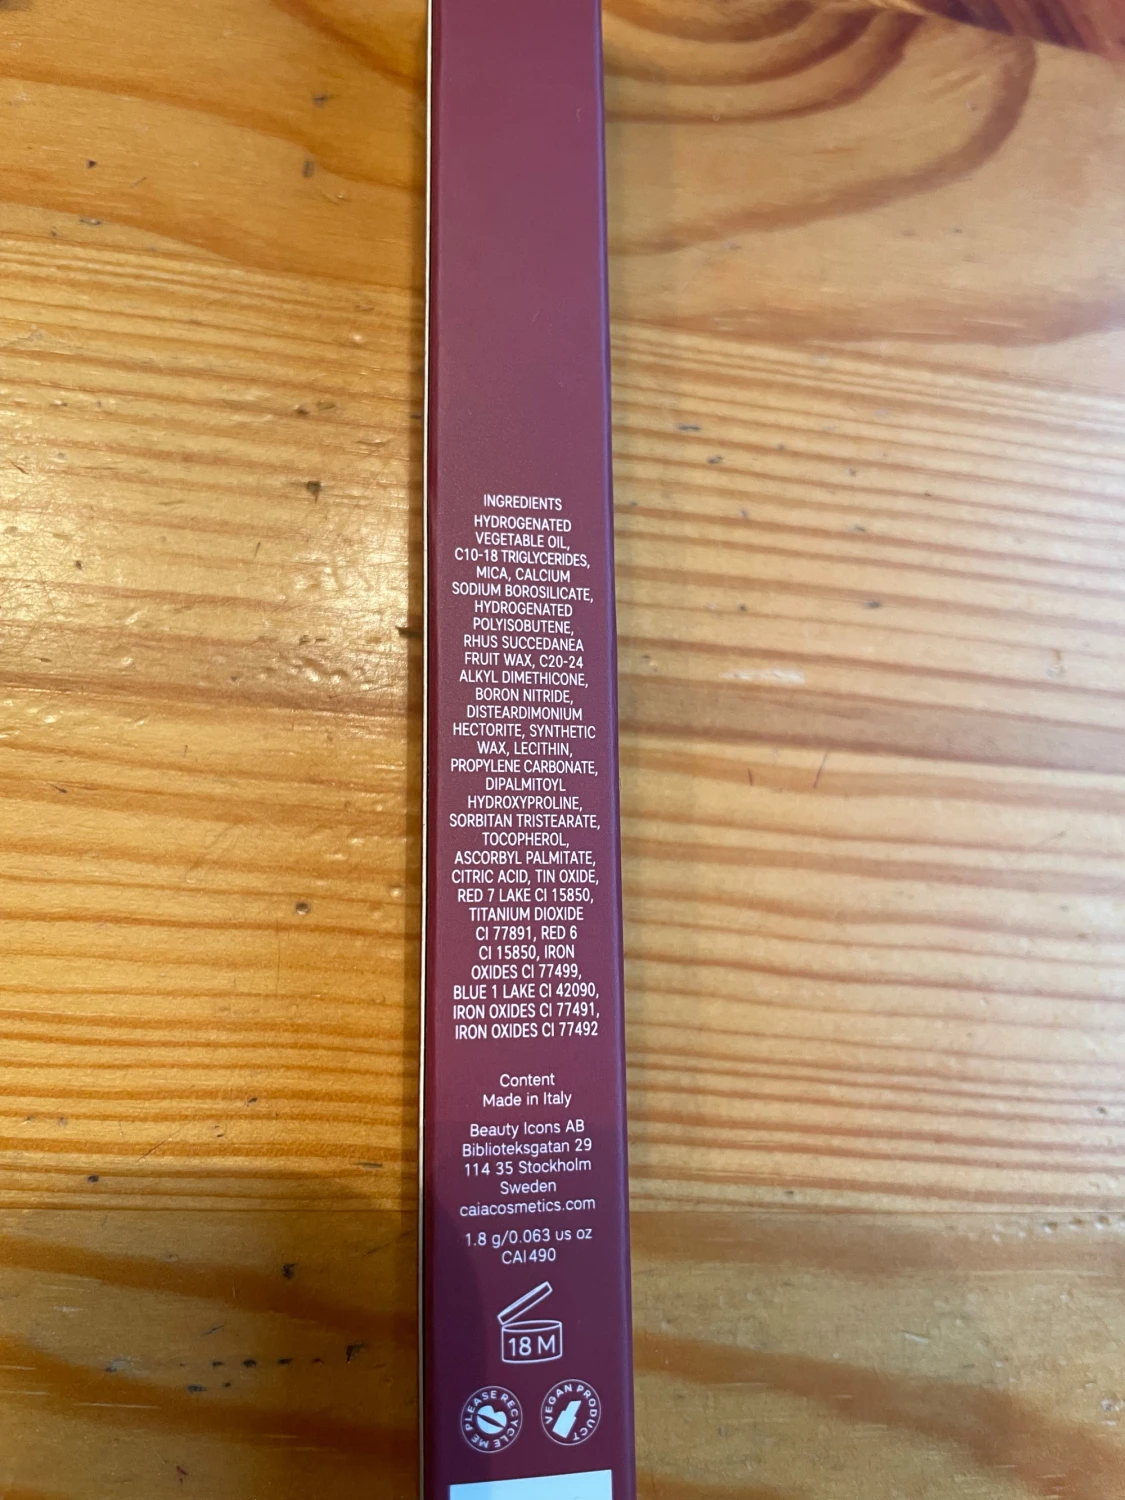 INGREDIENTS
HYDROGENATED
VEGETABLE OIL,
C10-18 TRIGLYCERIDES,
MICA, CALCIUM
SODIUM BOROSILICATE,
HYDROGENATED
POLYISOBUTENE,
RHUS SUCCEDANEA
FRUIT WAX, C20-24
ALKYL DIMETHICONE,
BORON NITRIDE,
DISTEARDIMONIUM
HECTORITE, SYNTHETIC
WAX, LECITHIN,
PROPYLENE CARBONATE,
DIPALMITOYL
HYDROXYPROLINE,
SORBITAN TRISTEARATE,
TOCOPHEROL,
ASCORBYL PALMITATE,
CITRIC ACID, TIN OXIDE,
RED 7 LAKE CI 15850,
TITANIUM DIOXIDE
CI 77891, RED 6
CI 15850, IRON
OXIDES CI 77499,
BLUE 1 LAKE CI 42090,
IRON OXIDES CI 77491,
IRON OXIDES CI 77492
Content
Made in Italy
Beauty Icons AB
Biblioteksgatan 29
114 35 Stockholm
Sweden
caiacosmetics.com
1.8 g/0.063 us oz
CAI490
18 M
PLEASE RECYCLE ME
VEGAN PRODUCT